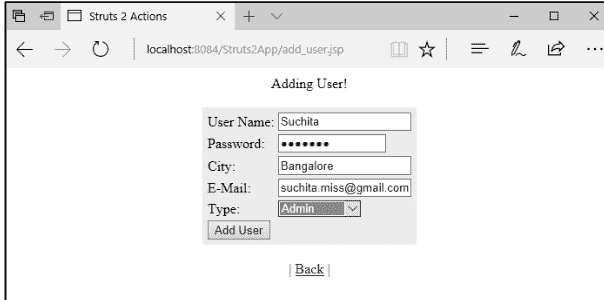 Struts 2 Actions
localhost:8084/Struts2App/add_user.jsp
Adding User!
User Name: Suchita
Password: •••••••
City: Bangalore
E-Mail: suchita.miss@gmail.com
Type: Admin
Add User
| Back |